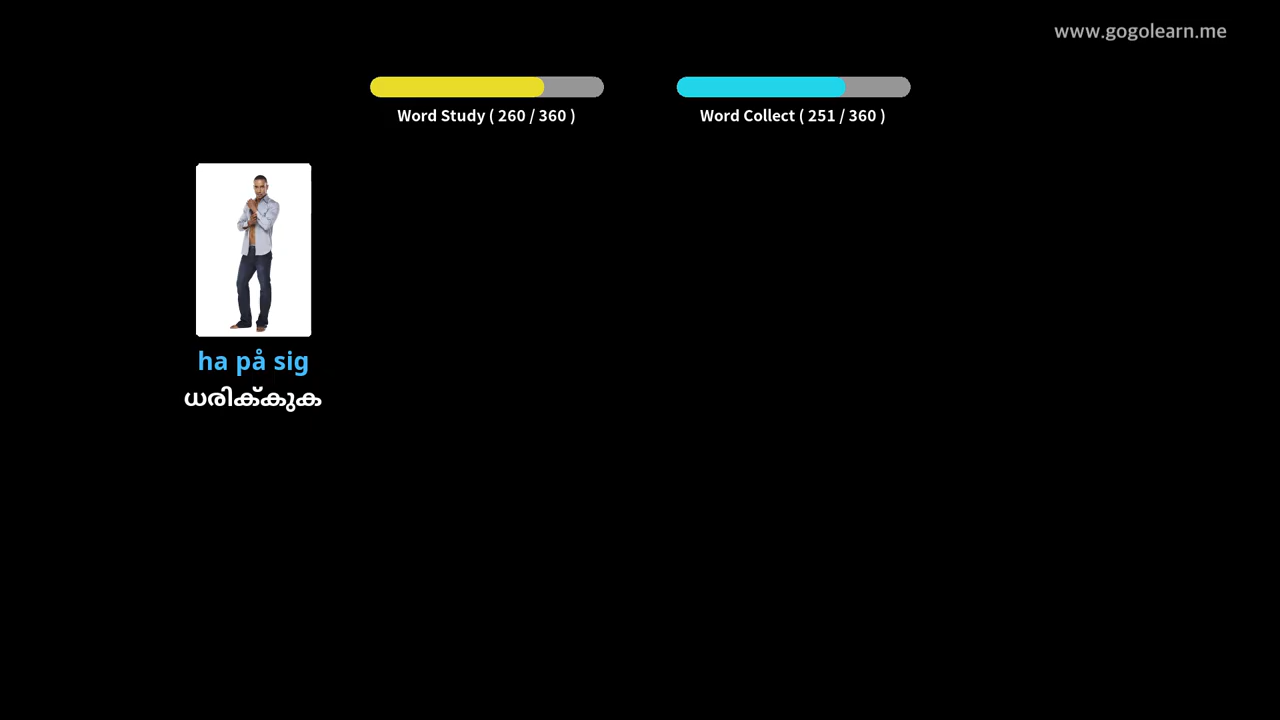 www.gogolearn.me
Word Study ( 260 / 360 )
Word Collect ( 251 / 360 )
ha på sig
ധരിക്കുക